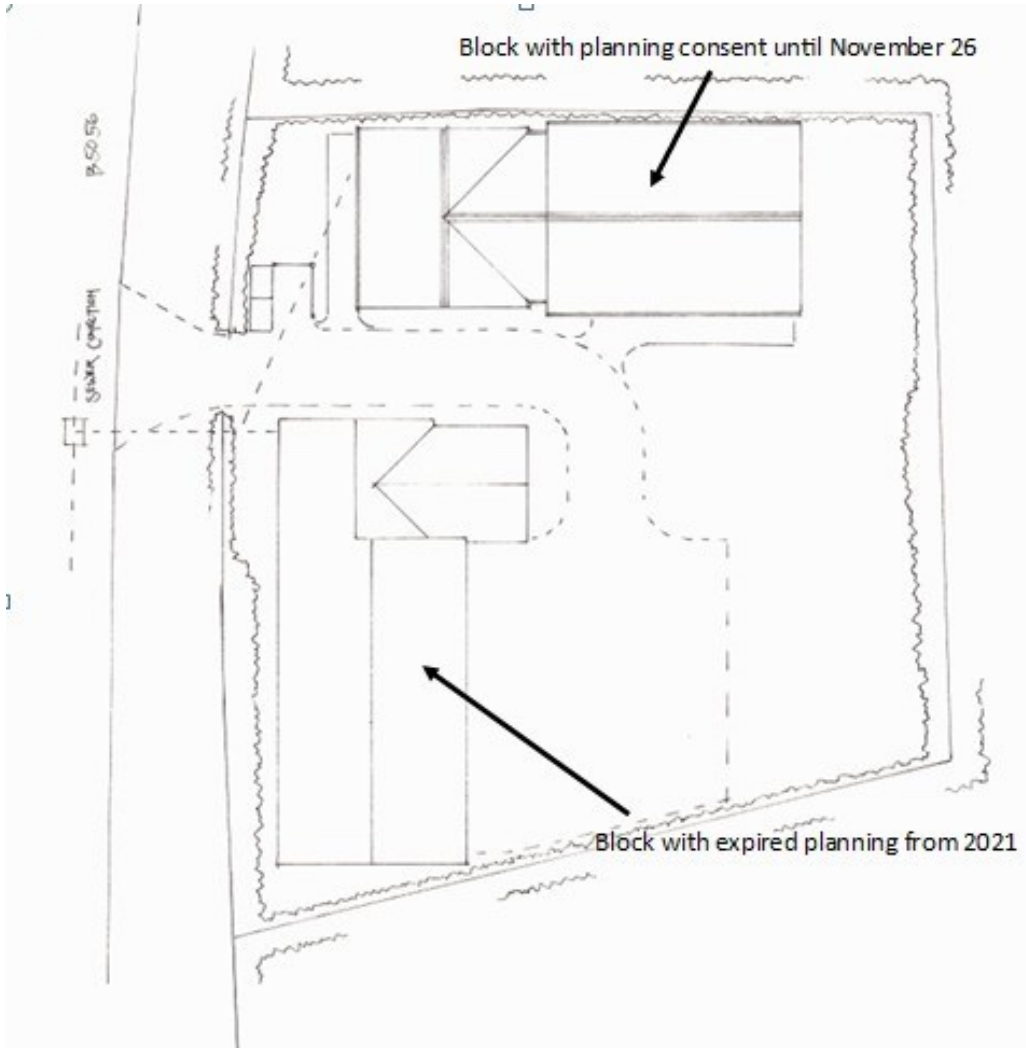 Block with planning consent until November 26
B5056
SEWER CONNECTION
Block with expired planning from 2021